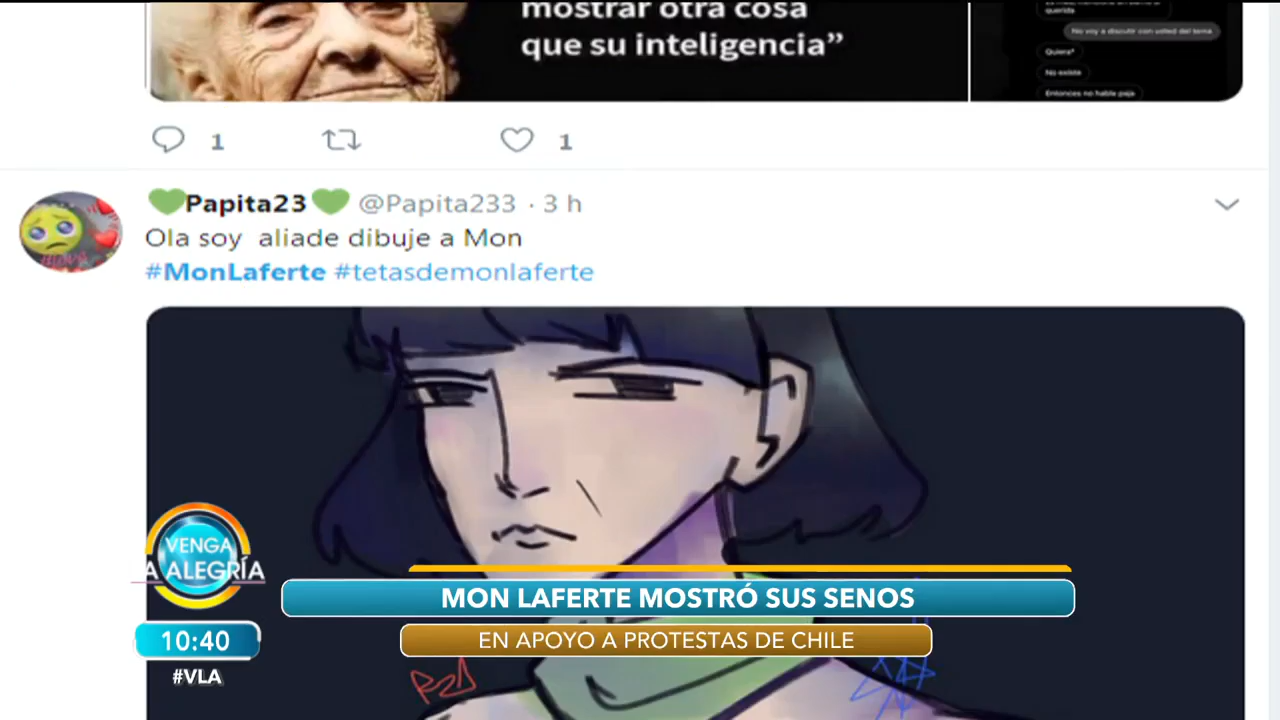 mostrar otra cosa
que su inteligencia”
querida
No voy a discutir con usted del tema
Quiera*
No existe
Entonces no hable paja
1
1
Papita23 @Papita233 · 3 h
Ola soy aliade dibuje a Mon
#MonLaferte #tetasdemonlaferte
VENGA
LA ALEGRÍA
MON LAFERTE MOSTRÓ SUS SENOS
EN APOYO A PROTESTAS DE CHILE
10:40
#VLA